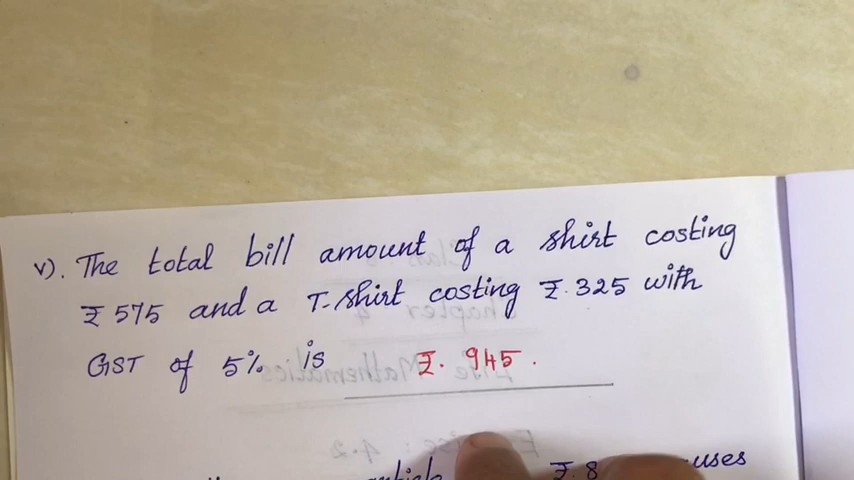 v). The total bill amount of a shirt costing
₹ 575 and a T-shirt costing ₹. 325 with
GST of 5% is ₹. 945.
₹.8 uses